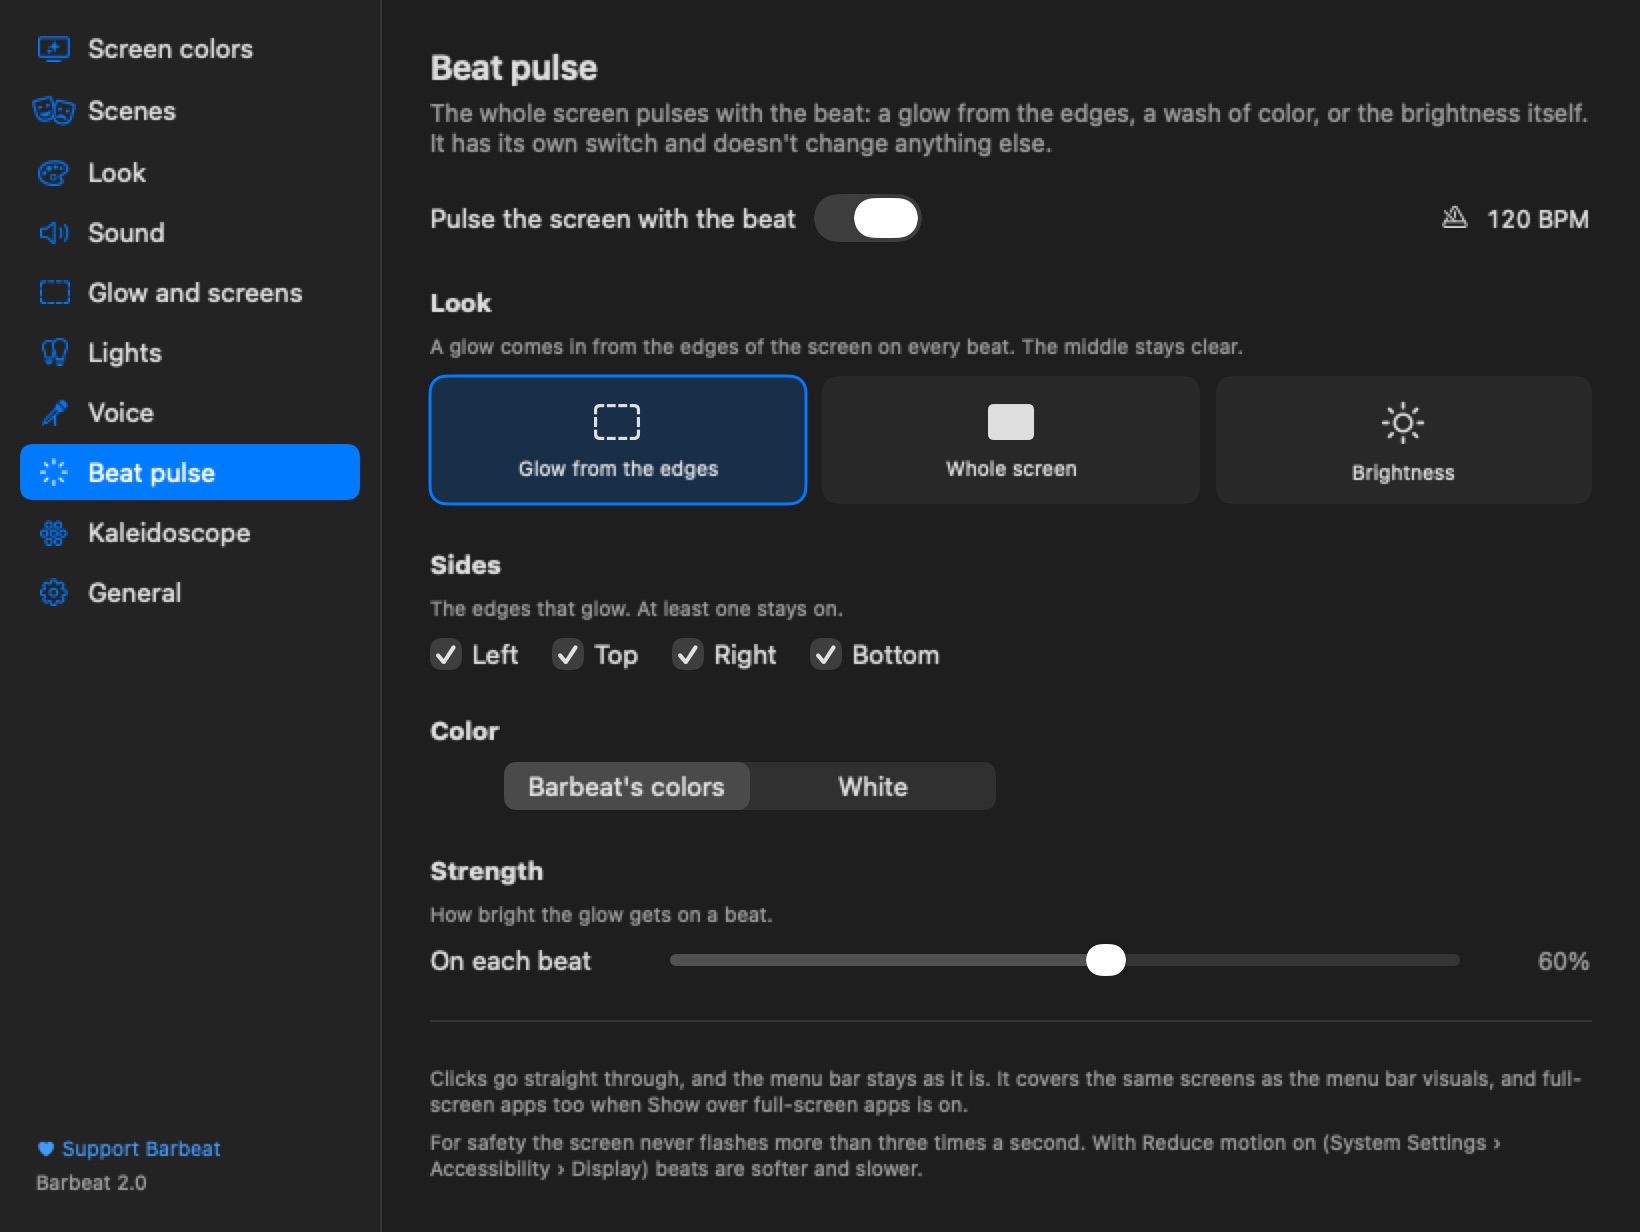 Screen colors
Scenes
Look
Sound
Glow and screens
Lights
Voice
Beat pulse
Kaleidoscope
General
Support Barbeat
Barbeat 2.0
Beat pulse
The whole screen pulses with the beat: a glow from the edges, a wash of color, or the brightness itself.
It has its own switch and doesn't change anything else.
Pulse the screen with the beat
120 BPM
Look
A glow comes in from the edges of the screen on every beat. The middle stays clear.
Glow from the edges
Whole screen
Brightness
Sides
The edges that glow. At least one stays on.
Left
Top
Right
Bottom
Color
Barbeat's colors
White
Strength
How bright the glow gets on a beat.
On each beat
60%
Clicks go straight through, and the menu bar stays as it is. It covers the same screens as the menu bar visuals, and full-
screen apps too when Show over full-screen apps is on.
For safety the screen never flashes more than three times a second. With Reduce motion on (System Settings ›
Accessibility › Display) beats are softer and slower.